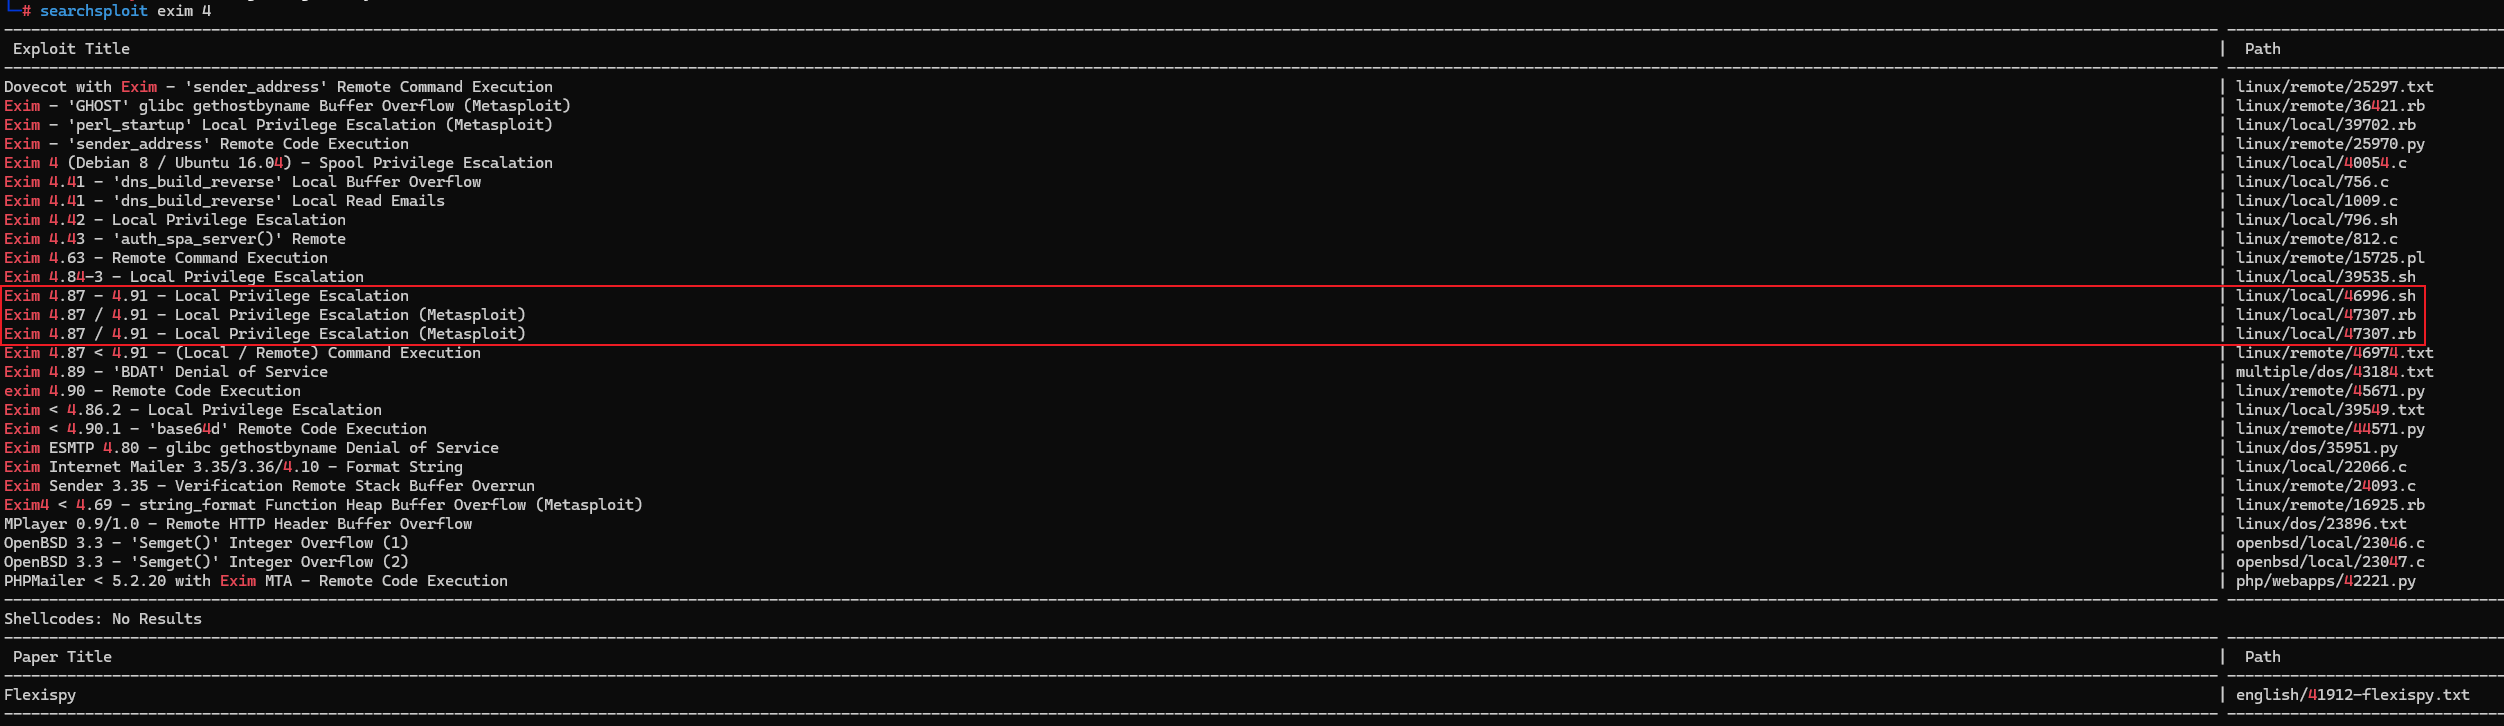 └─# searchsploit exim 4
Exploit Title | Path
Dovecot with Exim - 'sender_address' Remote Command Execution | linux/remote/25297.txt
Exim - 'GHOST' glibc gethostbyname Buffer Overflow (Metasploit) | linux/remote/36421.rb
Exim - 'perl_startup' Local Privilege Escalation (Metasploit) | linux/local/39702.rb
Exim - 'sender_address' Remote Code Execution | linux/remote/25970.py
Exim 4 (Debian 8 / Ubuntu 16.04) - Spool Privilege Escalation | linux/local/40054.c
Exim 4.41 - 'dns_build_reverse' Local Buffer Overflow | linux/local/756.c
Exim 4.41 - 'dns_build_reverse' Local Read Emails | linux/local/1009.c
Exim 4.42 - Local Privilege Escalation | linux/local/796.sh
Exim 4.43 - 'auth_spa_server()' Remote | linux/remote/812.c
Exim 4.63 - Remote Command Execution | linux/remote/15725.pl
Exim 4.84-3 - Local Privilege Escalation | linux/local/39535.sh
Exim 4.87 - 4.91 - Local Privilege Escalation | linux/local/46996.sh
Exim 4.87 / 4.91 - Local Privilege Escalation (Metasploit) | linux/local/47307.rb
Exim 4.87 / 4.91 - Local Privilege Escalation (Metasploit) | linux/local/47307.rb
Exim 4.87 < 4.91 - (Local / Remote) Command Execution | linux/remote/46974.txt
Exim 4.89 - 'BDAT' Denial of Service | multiple/dos/43184.txt
exim 4.90 - Remote Code Execution | linux/remote/45671.py
Exim < 4.86.2 - Local Privilege Escalation | linux/local/39549.txt
Exim < 4.90.1 - 'base64d' Remote Code Execution | linux/remote/44571.py
Exim ESMTP 4.80 - glibc gethostbyname Denial of Service | linux/dos/35951.py
Exim Internet Mailer 3.35/3.36/4.10 - Format String | linux/local/22066.c
Exim Sender 3.35 - Verification Remote Stack Buffer Overrun | linux/remote/24093.c
Exim4 < 4.69 - string_format Function Heap Buffer Overflow (Metasploit) | linux/remote/16925.rb
MPlayer 0.9/1.0 - Remote HTTP Header Buffer Overflow | linux/dos/23896.txt
OpenBSD 3.3 - 'Semget()' Integer Overflow (1) | openbsd/local/23046.c
OpenBSD 3.3 - 'Semget()' Integer Overflow (2) | openbsd/local/23047.c
PHPMailer < 5.2.20 with Exim MTA - Remote Code Execution | php/webapps/42221.py
Shellcodes: No Results
Paper Title | Path
Flexispy | english/41912-flexispy.txt